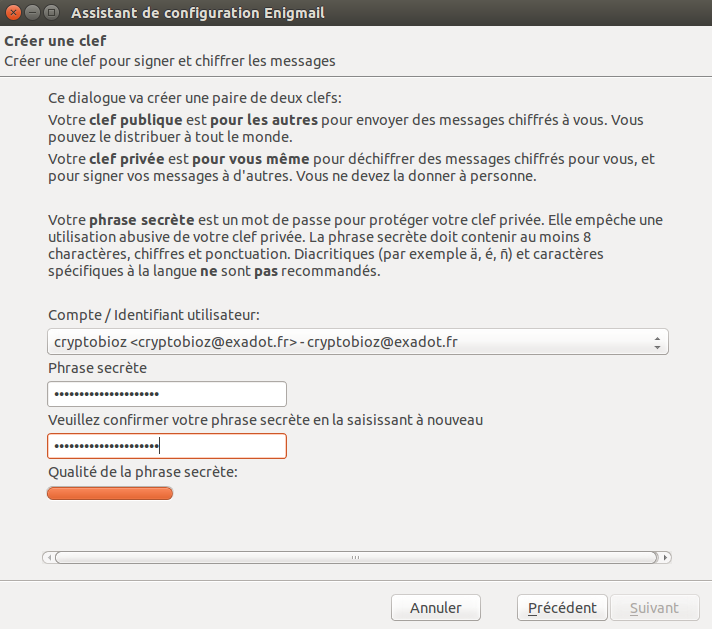 Assistant de configuration Enigmail
Créer une clef
Créer une clef pour signer et chiffrer les messages
Ce dialogue va créer une paire de deux clefs:
Votre clef publique est pour les autres pour envoyer des messages chiffrés à vous. Vous
pouvez le distribuer à tout le monde.
Votre clef privée est pour vous même pour déchiffrer des messages chiffrés pour vous, et
pour signer vos messages à d'autres. Vous ne devez la donner à personne.
Votre phrase secrète est un mot de passe pour protéger votre clef privée. Elle empêche une
utilisation abusive de votre clef privée. La phrase secrète doit contenir au moins 8
charactères, chiffres et ponctuation. Diacritiques (par exemple ä, é, ñ) et caractères
spécifiques à la langue ne sont pas recommandés.
Compte / Identifiant utilisateur:
cryptobioz <cryptobioz@exadot.fr> - cryptobioz@exadot.fr
Phrase secrète
•••••••••••••••••••••
Veuillez confirmer votre phrase secrète en la saisissant à nouveau
•••••••••••••••••••••
Qualité de la phrase secrète:
Annuler
Précédent
Suivant